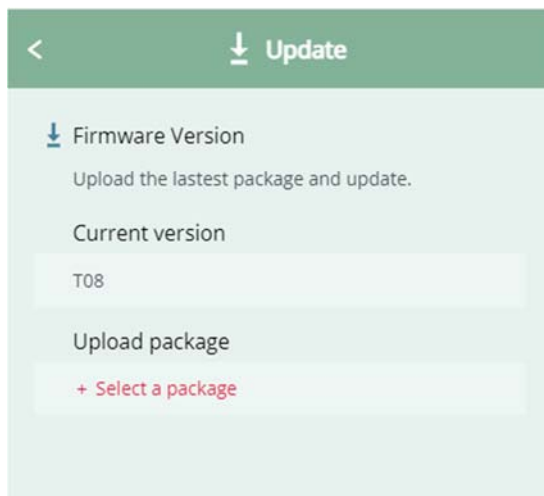 Update
Firmware Version
Upload the lastest package and update.
Current version
T08
Upload package
+ Select a package